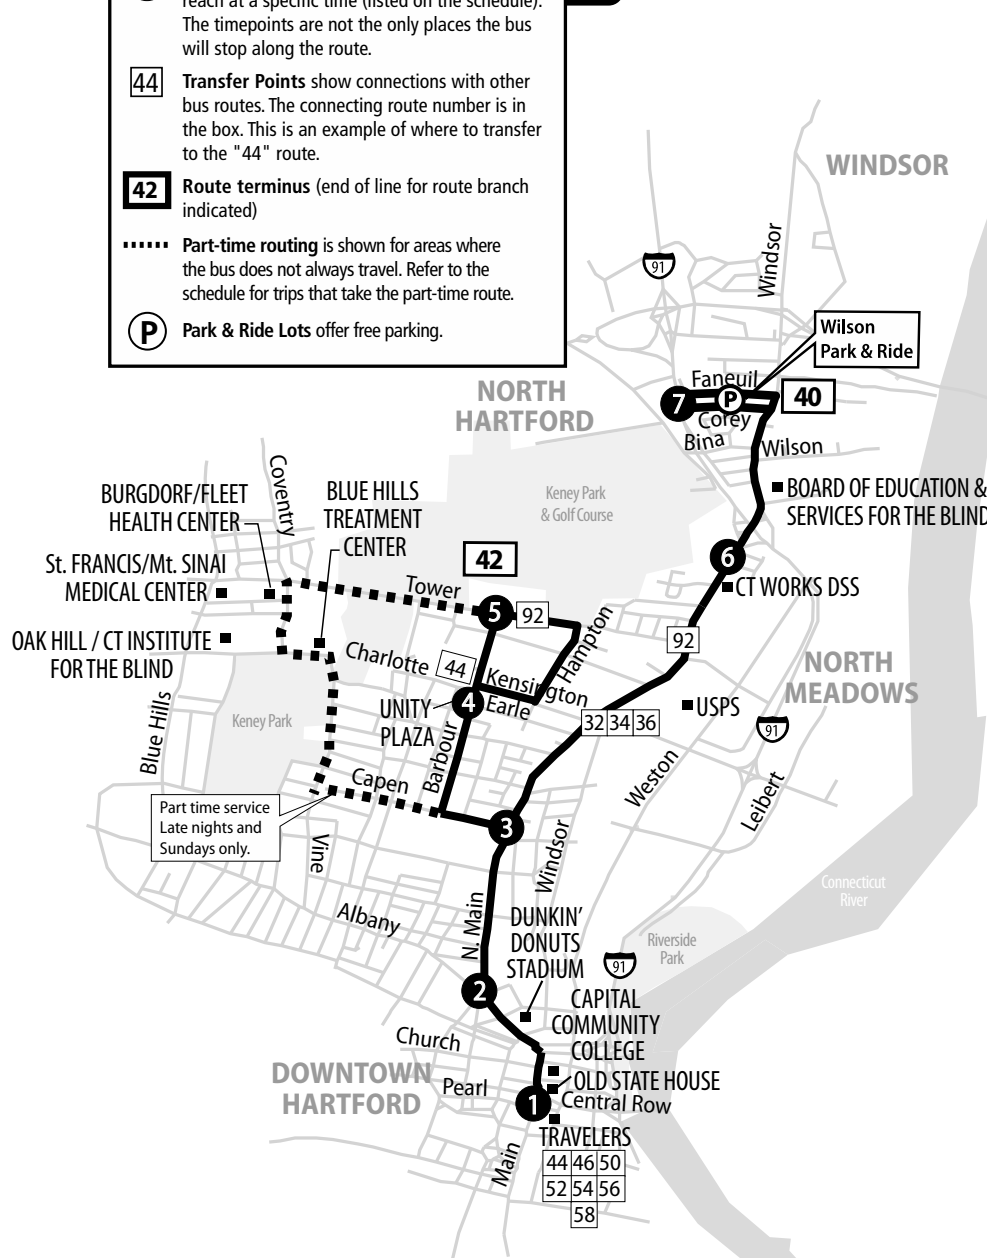 reach at a specific time (listed on the schedule).
The timepoints are not the only places the bus
will stop along the route.
44 Transfer Points show connections with other
bus routes. The connecting route number is in
the box. This is an example of where to transfer
to the "44" route.
42 Route terminus (end of line for route branch
indicated)
Part-time routing is shown for areas where
the bus does not always travel. Refer to the
schedule for trips that take the part-time route.
P Park & Ride Lots offer free parking.
WINDSOR
Windsor
91
Wilson
Park & Ride
Faneuil
7
P
40
Corey
Bina
Wilson
NORTH
HARTFORD
Keney Park
& Golf Course
BOARD OF EDUCATION &
SERVICES FOR THE BLIND
Coventry
BURGDORF/FLEET
HEALTH CENTER
BLUE HILLS
TREATMENT
CENTER
St. FRANCIS/Mt. SINAI
MEDICAL CENTER
OAK HILL / CT INSTITUTE
FOR THE BLIND
42
Tower
5
92
6
CT WORKS DSS
Hampton
92
Charlotte
44
Kensington
Earle
4
UNITY
PLAZA
NORTH
MEADOWS
USPS
32 34 36
91
Keney Park
Blue Hills
Barbour
Capen
Weston
Leibert
Part time service
Late nights and
Sundays only.
3
Vine
Windsor
Albany
N. Main
Connecticut
River
DUNKIN'
DONUTS
STADIUM
Riverside
Park
91
2
CAPITAL
COMMUNITY
COLLEGE
Church
DOWNTOWN
HARTFORD
Pearl
OLD STATE HOUSE
1
Central Row
TRAVELERS
Main
44 46 50
52 54 56
58